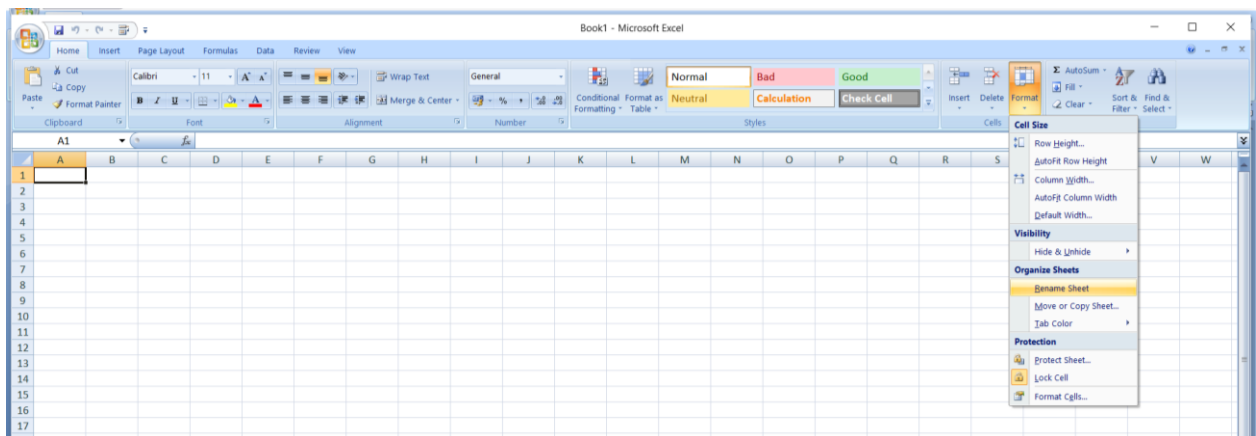 Book1 - Microsoft Excel
Home Insert Page Layout Formulas Data Review View
Paste
Cut
Copy
Format Painter
Clipboard
Calibri 11
B I U
Font
Wrap Text
Merge & Center
Alignment
General
% ,
Number
Conditional Formatting
Format as Table
Normal Bad Good
Neutral Calculation Check Cell
Styles
Insert Delete Format
Cells
AutoSum
Fill
Clear
Sort & Filter
Find & Select
A1 fx
A B C D E F G H I J K L M N O P Q R S V W
1
2
3
4
5
6
7
8
9
10
11
12
13
14
15
16
17
Cell Size
Row Height...
AutoFit Row Height
Column Width...
AutoFit Column Width
Default Width...
Visibility
Hide & Unhide
Organize Sheets
Rename Sheet
Move or Copy Sheet...
Tab Color
Protection
Protect Sheet...
Lock Cell
Format Cells...